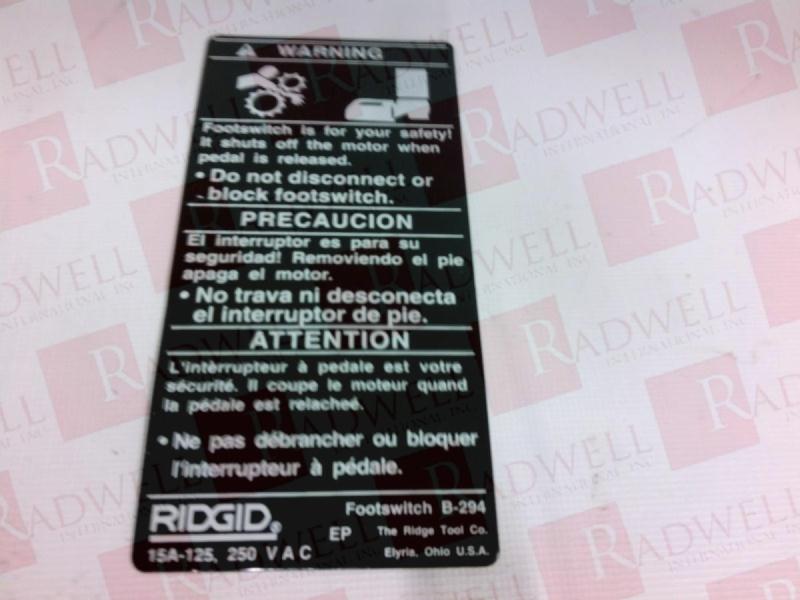 WARNING
Footswitch is for your safety!
It shuts off the motor when
pedal is released.
• Do not disconnect or
block footswitch.
PRECAUCION
El interruptor es para su
seguridad! Removiendo el pie
apaga el motor.
• No trava ni desconecta
el interruptor de pie.
ATTENTION
L'interrupteur à pédale est votre
sécurité. Il coupe le moteur quand
la pédale est relacheé.
• Ne pas débrancher ou bloquer
l'interrupteur à pédale.
RIDGID®
Footswitch B-294
EP The Ridge Tool Co.
15A-125, 250 V A C
Elyria, Ohio U.S.A.
RADWELL
INTERNATIONAL, INC.